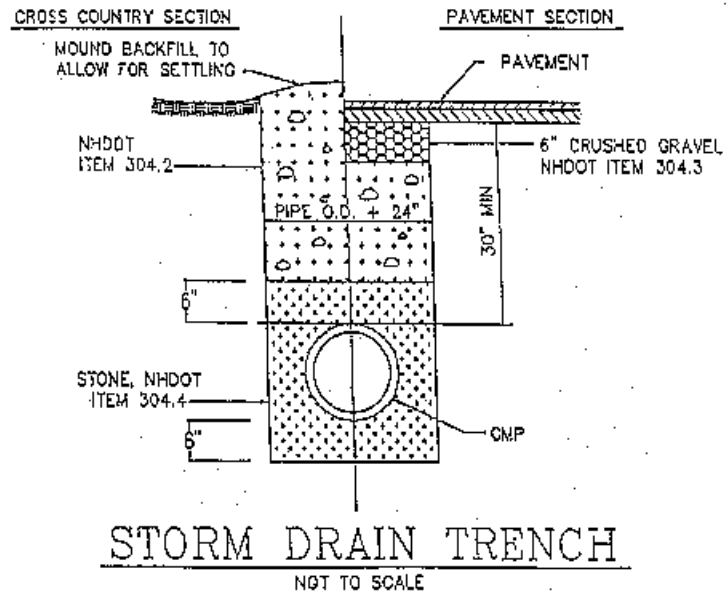 CROSS COUNTRY SECTION
PAVEMENT SECTION
MOUND BACKFILL TO
ALLOW FOR SETTLING
PAVEMENT
NHDOT
ITEM 304.2
6" CRUSHED GRAVEL
NHDOT ITEM 304.3
PIPE O.D. + 24"
30" MIN
6"
STONE, NHDOT
ITEM 304.4
6"
CMP
STORM DRAIN TRENCH
NOT TO SCALE